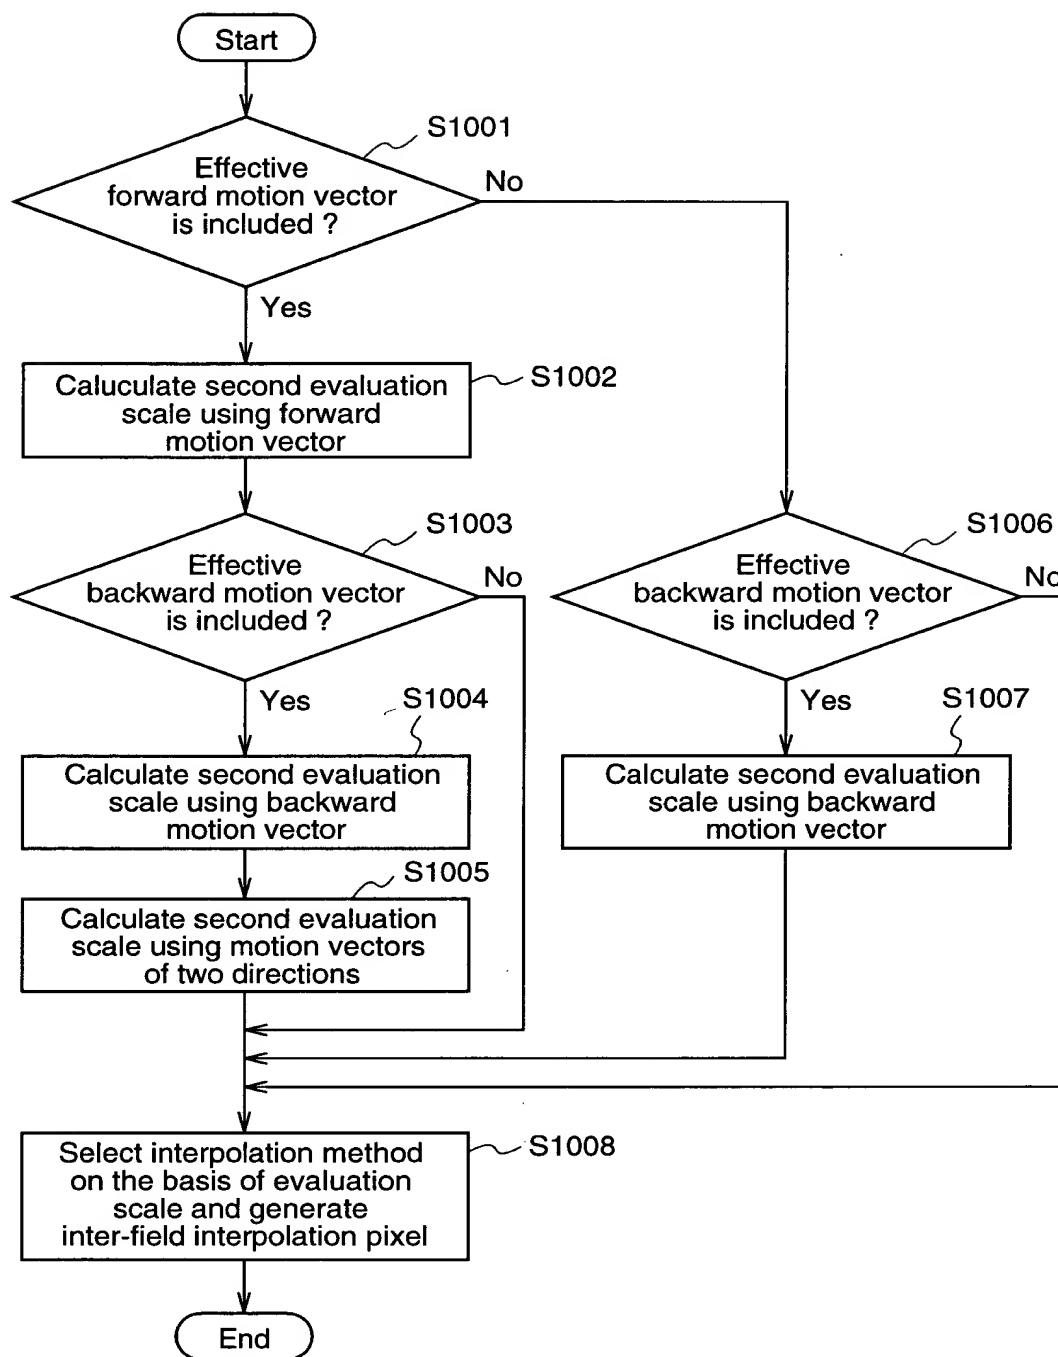 Start
S1001
Effective
forward motion vector
is included ?
No
Yes
Caluculate second evaluation
scale using forward
motion vector
S1002
S1003
Effective
backward motion vector
is included ?
No
Yes
S1006
Effective
backward motion vector
is included ?
No
Yes
S1004
Calculate second evaluation
scale using backward
motion vector
S1007
Calculate second evaluation
scale using backward
motion vector
S1005
Calculate second evaluation
scale using motion vectors
of two directions
Select interpolation method
on the basis of evaluation
scale and generate
inter-field interpolation pixel
S1008
End